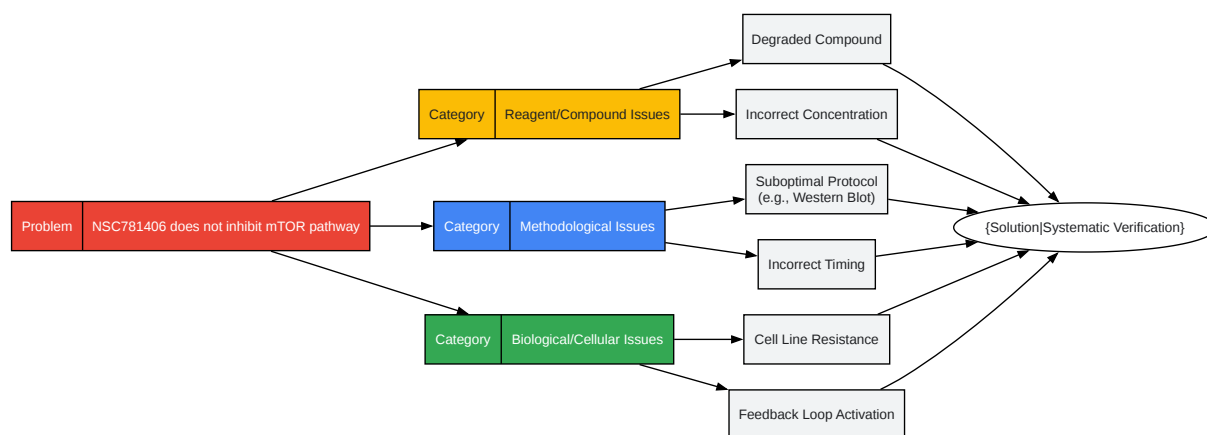 Degraded Compound
Category
Reagent/Compound Issues
Incorrect Concentration
Problem
NSC781406 does not inhibit mTOR pathway
Category
Methodological Issues
Suboptimal Protocol
(e.g., Western Blot)
{Solution|Systematic Verification}
Incorrect Timing
Category
Biological/Cellular Issues
Cell Line Resistance
Feedback Loop Activation